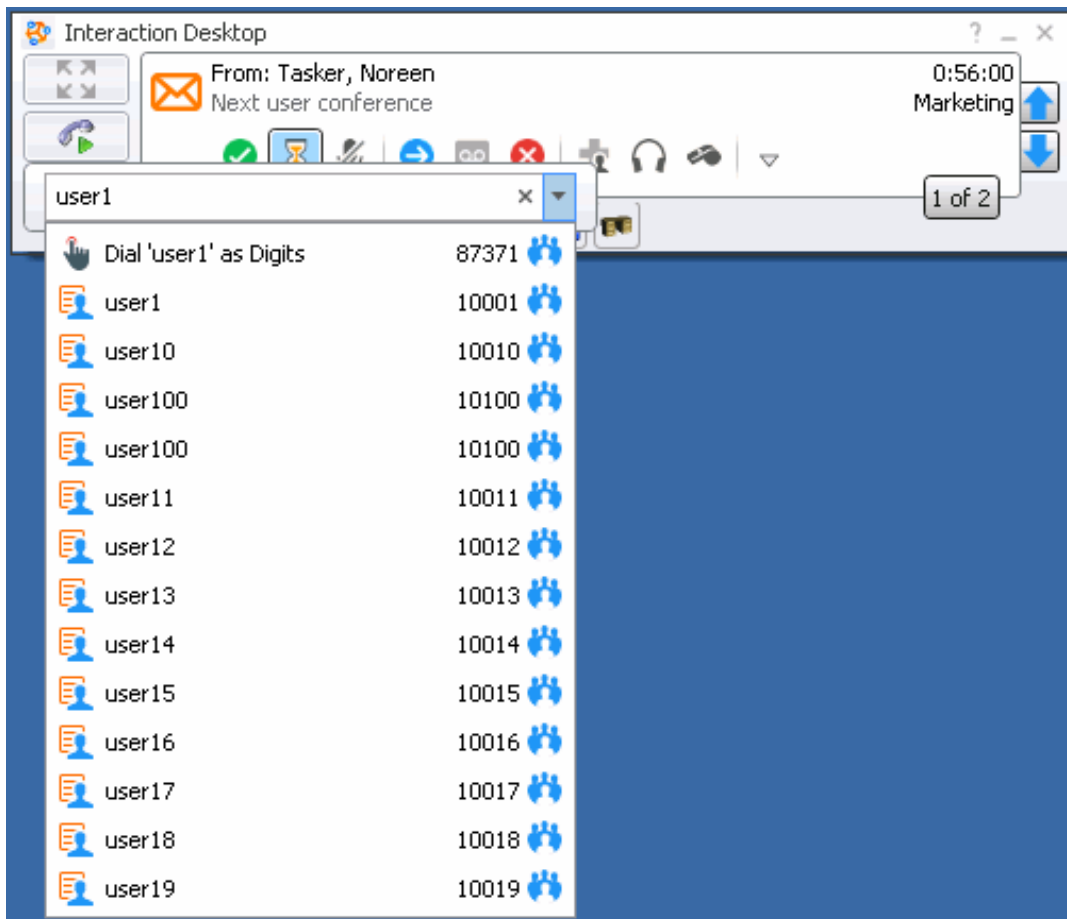 Interaction Desktop
From: Tasker, Noreen 0:56:00
Next user conference Marketing
user1
1 of 2
Dial 'user1' as Digits 87371
user1 10001
user10 10010
user100 10100
user100 10100
user11 10011
user12 10012
user13 10013
user14 10014
user15 10015
user16 10016
user17 10017
user18 10018
user19 10019